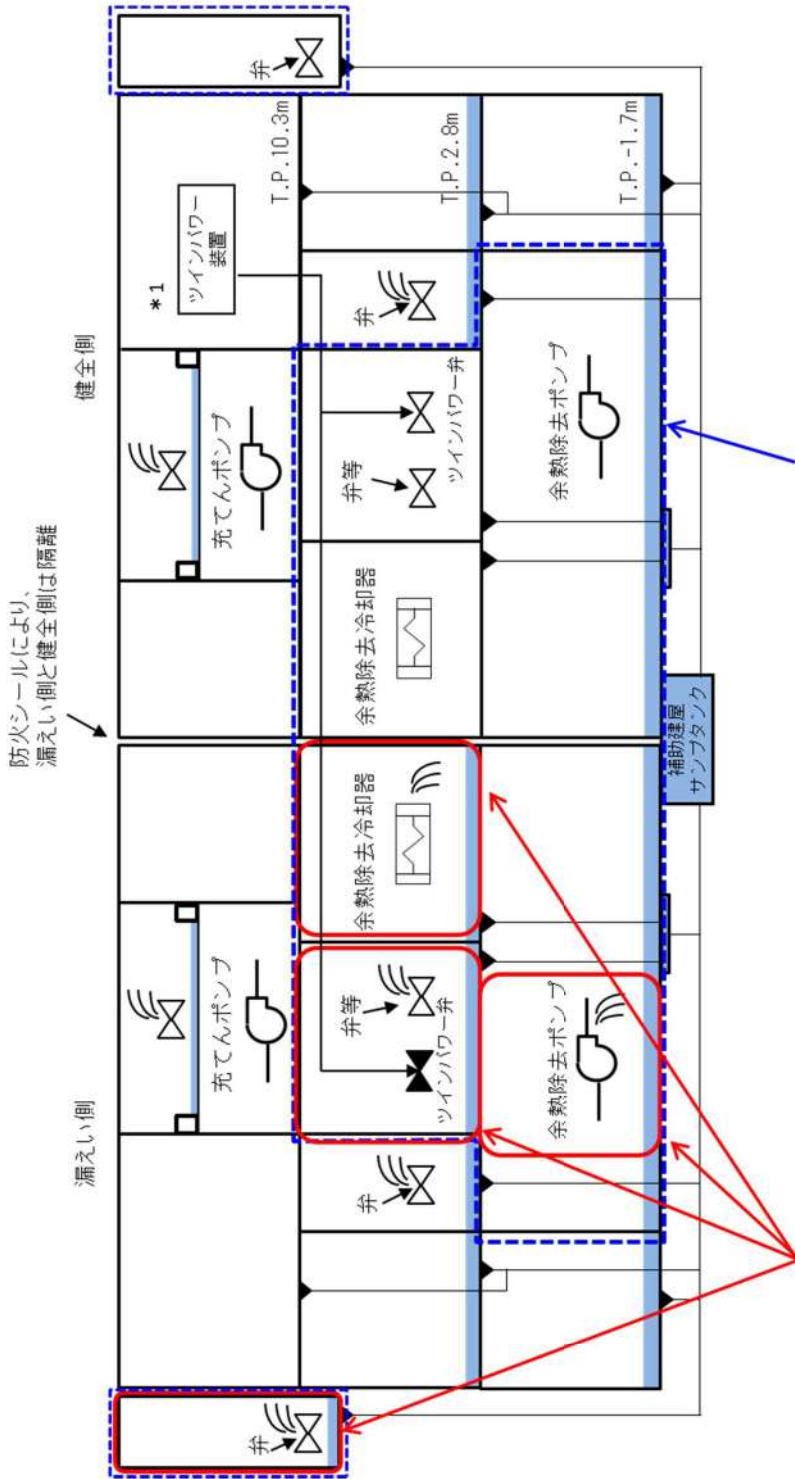 防火シールにより、
漏えい側と健全側は隔離
漏えい側
健全側
*1
ツインパワー
装置
弁
充てんポンプ
充てんポンプ
弁
T.P.10.3m
弁
弁等
ツインパワー弁
余熱除去冷却器
余熱除去冷却器
弁等
ツインパワー弁
弁
T.P.2.8m
余熱除去ポンプ
余熱除去ポンプ
T.P.-1.7m
補助建屋
サンプタンク